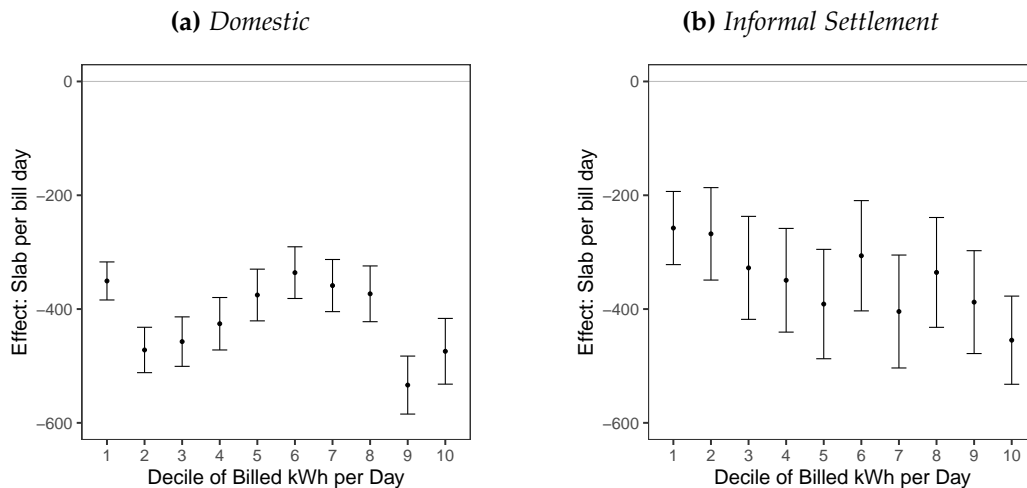 (a) Domestic
Effect: Slab per bill day
0
−200
−400
−600
1 2 3 4 5 6 7 8 9 10
Decile of Billed kWh per Day
(b) Informal Settlement
Effect: Slab per bill day
0
−200
−400
−600
1 2 3 4 5 6 7 8 9 10
Decile of Billed kWh per Day